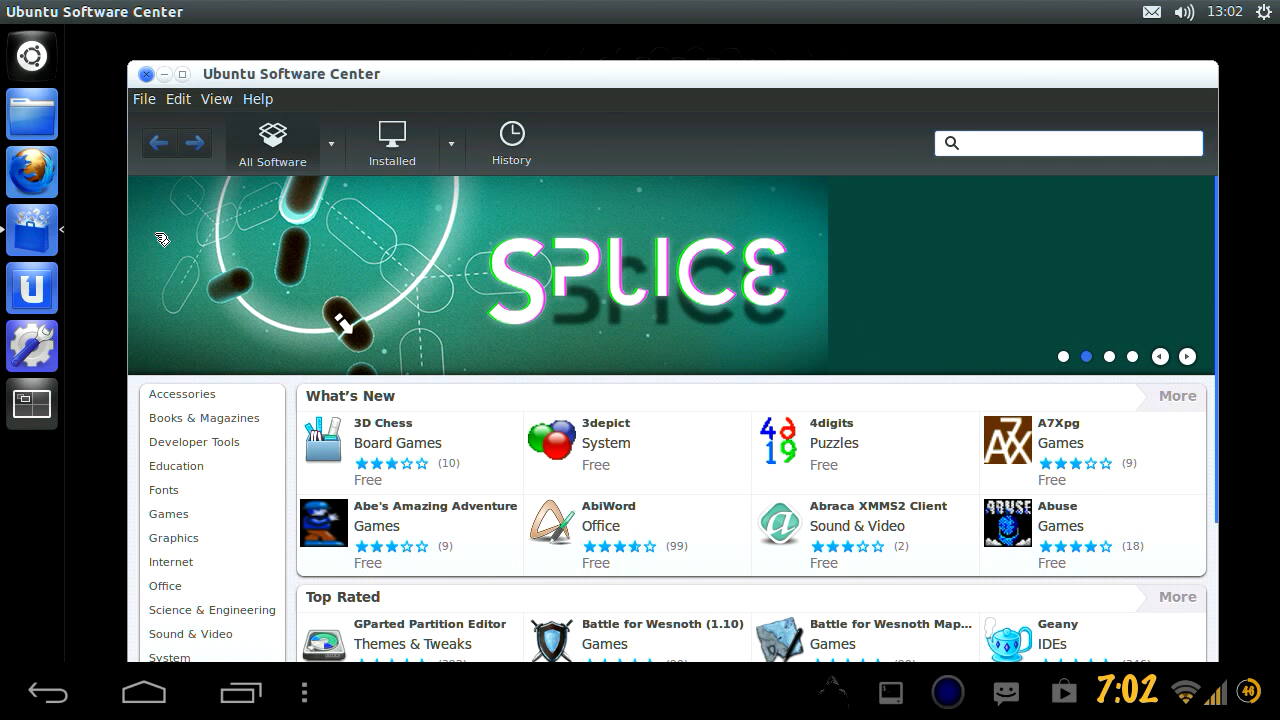 Ubuntu Software Center
13:02
Ubuntu Software Center
File Edit View Help
All Software
Installed
History
SPLICE
Accessories
Books & Magazines
Developer Tools
Education
Fonts
Games
Graphics
Internet
Office
Science & Engineering
Sound & Video
System
What's New
More
3D Chess
Board Games
(10)
Free
3depict
System
Free
4digits
Puzzles
Free
A7Xpg
Games
(9)
Free
Abe's Amazing Adventure
Games
(9)
Free
AbiWord
Office
(99)
Free
Abraca XMMS2 Client
Sound & Video
(2)
Free
Abuse
Games
(18)
Free
Top Rated
More
GParted Partition Editor
Themes & Tweaks
Battle for Wesnoth (1.10)
Games
Battle for Wesnoth Map...
Games
Geany
IDEs
7:02
46